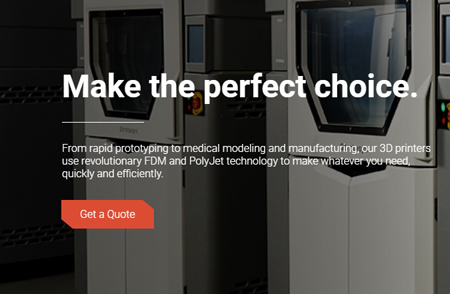 Make the perfect choice.
From rapid prototyping to medical modeling and manufacturing, our 3D printers
use revolutionary FDM and PolyJet technology to make whatever you need,
quickly and efficiently.
Get a Quote